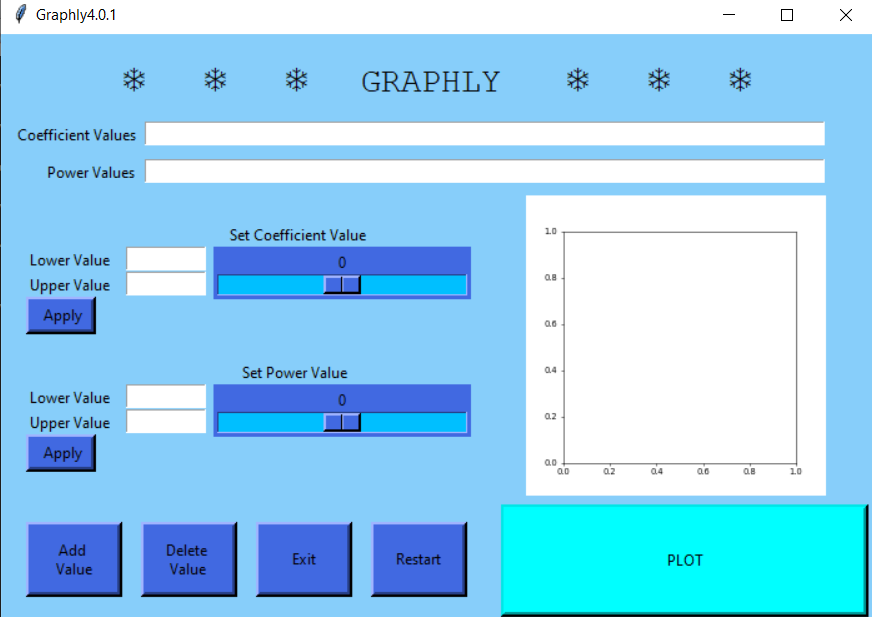 Graphly4.0.1
❄ ❄ ❄ GRAPHLY ❄ ❄ ❄
Coefficient Values
Power Values
Set Coefficient Value
Lower Value
0
Upper Value
Apply
Set Power Value
Lower Value
0
Upper Value
Apply
1.0
0.8
0.6
0.4
0.2
0.0
0.0 0.2 0.4 0.6 0.8 1.0
Add
Value
Delete
Value
Exit
Restart
PLOT